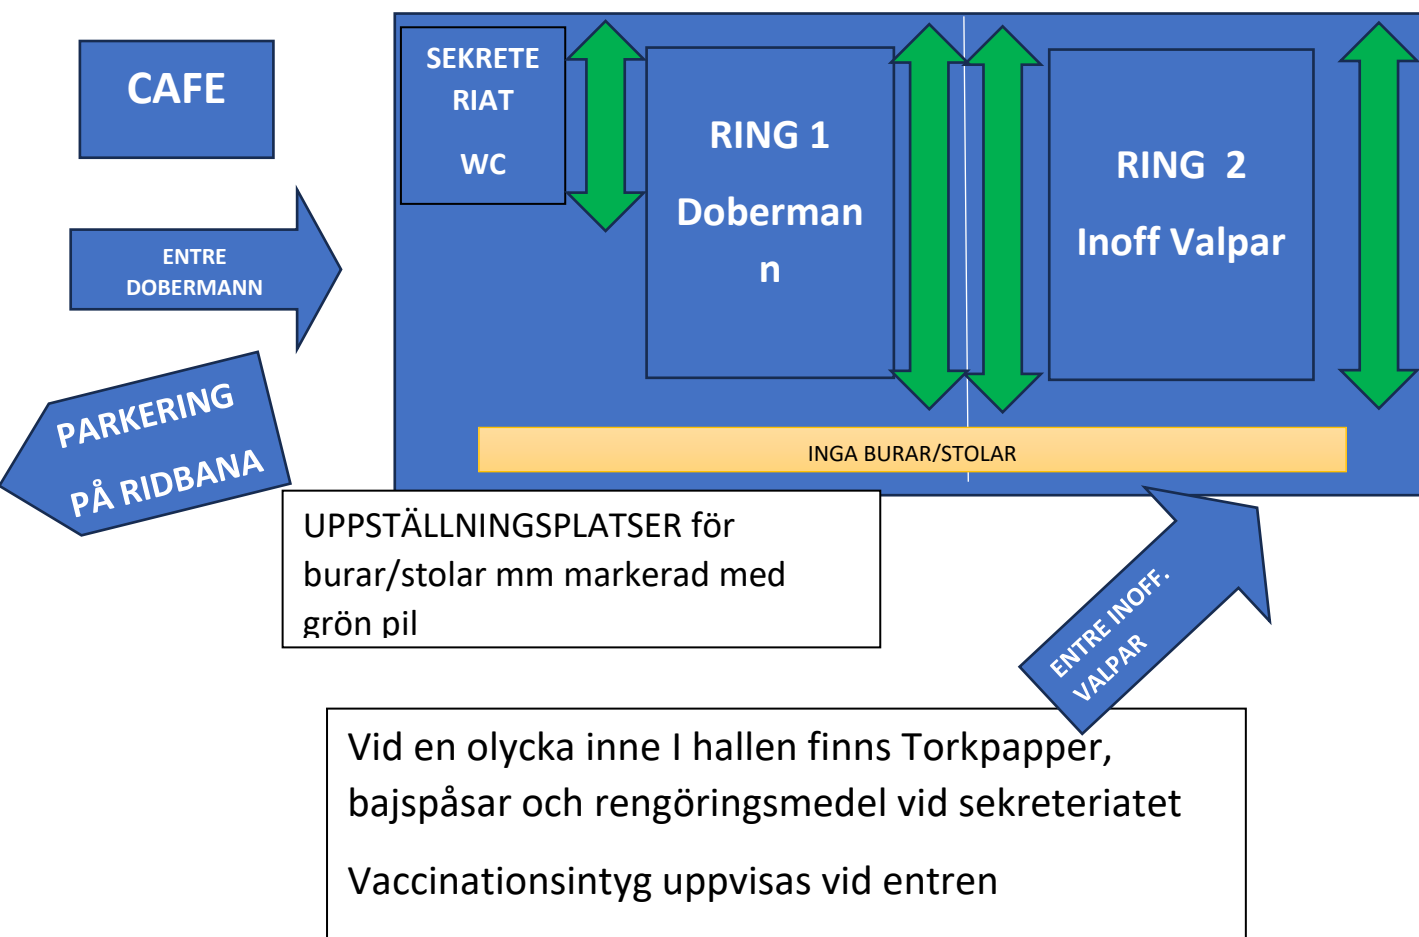 CAFE
SEKRETE
RIAT
WC
RING 1
Doberman
n
RING  2
Inoff Valpar
ENTRE
DOBERMANN
PARKERING
PÅ RIDBANA
INGA BURAR/STOLAR
UPPSTÄLLNINGSPLATSER för
burar/stolar mm markerad med
grön pil
ENTRE INOFF.
VALPAR
Vid en olycka inne I hallen finns Torkpapper,
bajspåsar och rengöringsmedel vid sekreteriatet
Vaccinationsintyg uppvisas vid entren